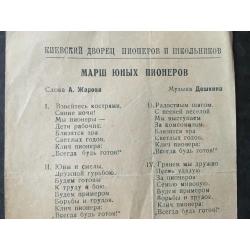 КИЕВСКИЙ ДВОРЕЦ ПИОНЕРОВ И ШКОЛЬНИКОВ
МАРШ ЮНЫХ ПИОНЕРОВ
Слова А. Жарова
Музыка Дешкина
I. Взвейтесь кострами,
Синие ночи!
Мы пионеры —
Дети рабочих.
Близится эра
Светлых годов.
Клич пионера:
„Всегда будь готов!"
II. Юны и смелы,
Дружной гурьбою.
Будем готовы
К труду и бою.
Будем примером
Борьбы и трудов.
Клич пионера:
„Всегда будь готов!"
Радостным шагом,
С песней веселой
Мы выступаем
За комсомолом.
Близится эра
Светлых годов.
Клич пионера:
„Всегда будь готов!"
IV. Грянем мы дружно
Песнь удалую
За пионеров
Семью мировую.
Будем примером
Борьбы и трудов.
Клич пионера:
„Всегда будь готов!"